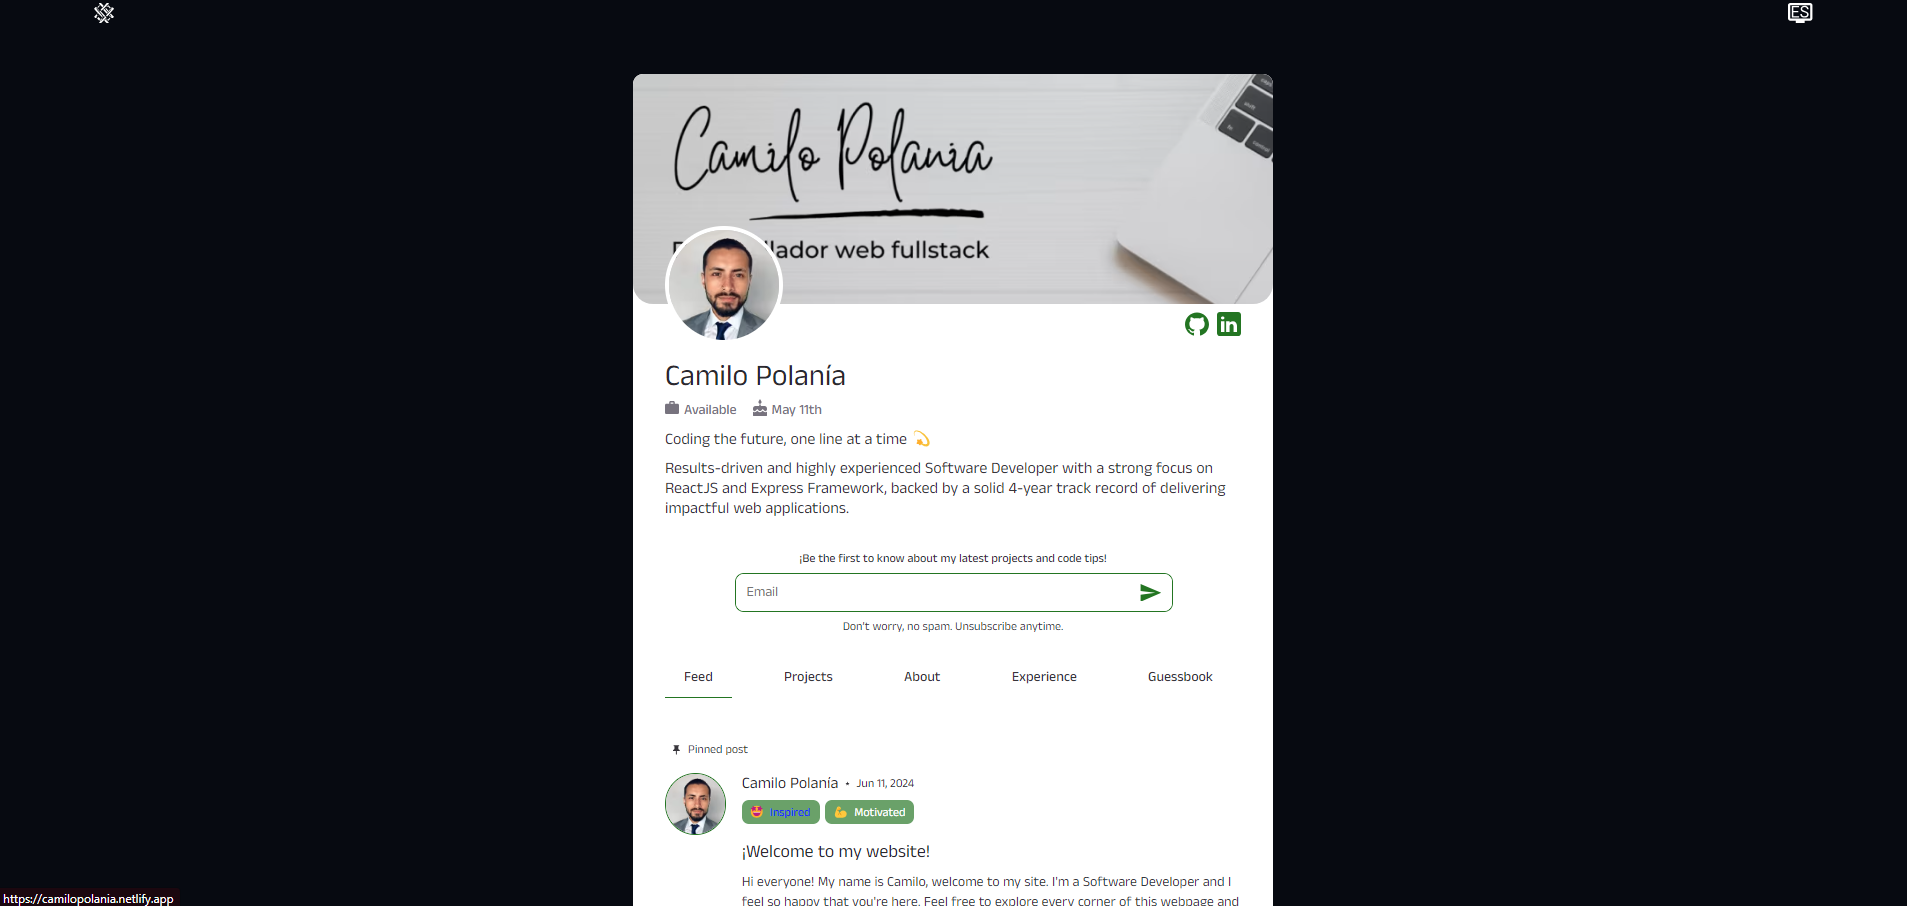 ES
Camilo Polania
lador web fullstack
Camilo Polanía
Available May 11th
Coding the future, one line at a time
Results-driven and highly experienced Software Developer with a strong focus on
ReactJS and Express Framework, backed by a solid 4-year track record of delivering
impactful web applications.
¡Be the first to know about my latest projects and code tips!
Email
Don't worry, no spam. Unsubscribe anytime.
Feed Projects About Experience Guessbook
Pinned post
Camilo Polanía • Jun 11, 2024
Inspired Motivated
¡Welcome to my website!
Hi everyone! My name is Camilo, welcome to my site. I'm a Software Developer and I
feel so happy that you're here. Feel free to explore every corner of this webpage and
https://camilopolania.netlify.app